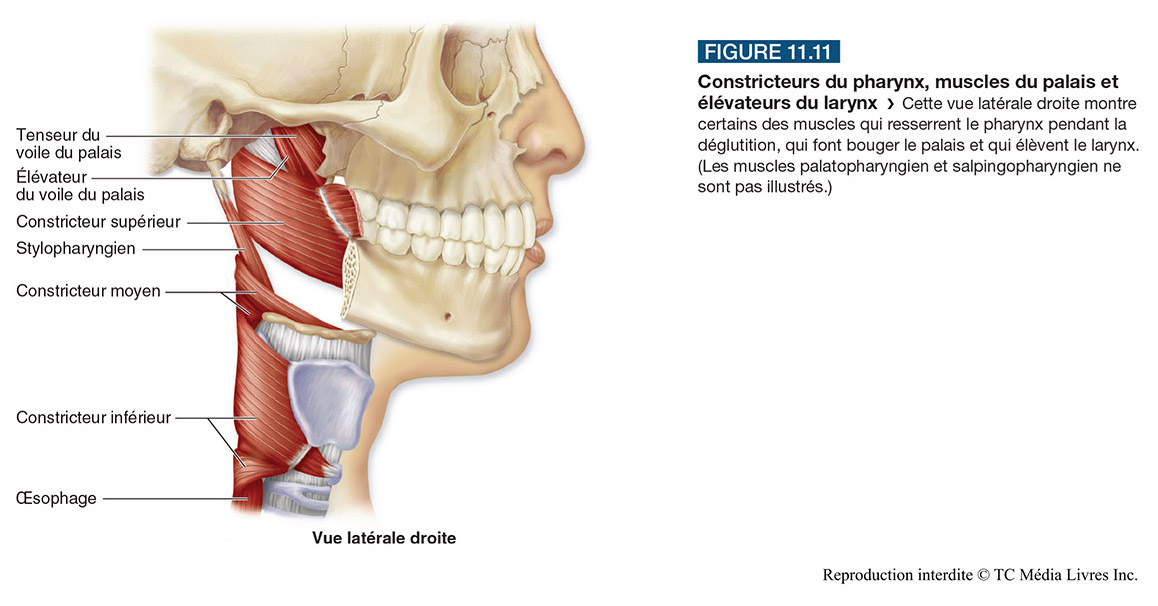 Tenseur du
voile du palais
Élévateur
du voile du palais
Constricteur supérieur
Stylopharyngien
Constricteur moyen
Constricteur inférieur
Œsophage
Vue latérale droite
FIGURE 11.11
Constricteurs du pharynx, muscles du palais et
élévateurs du larynx › Cette vue latérale droite montre
certains des muscles qui resserrent le pharynx pendant la
déglutition, qui font bouger le palais et qui élèvent le larynx.
(Les muscles palatopharyngien et salpingopharyngien ne
sont pas illustrés.)
Reproduction interdite © TC Média Livres Inc.